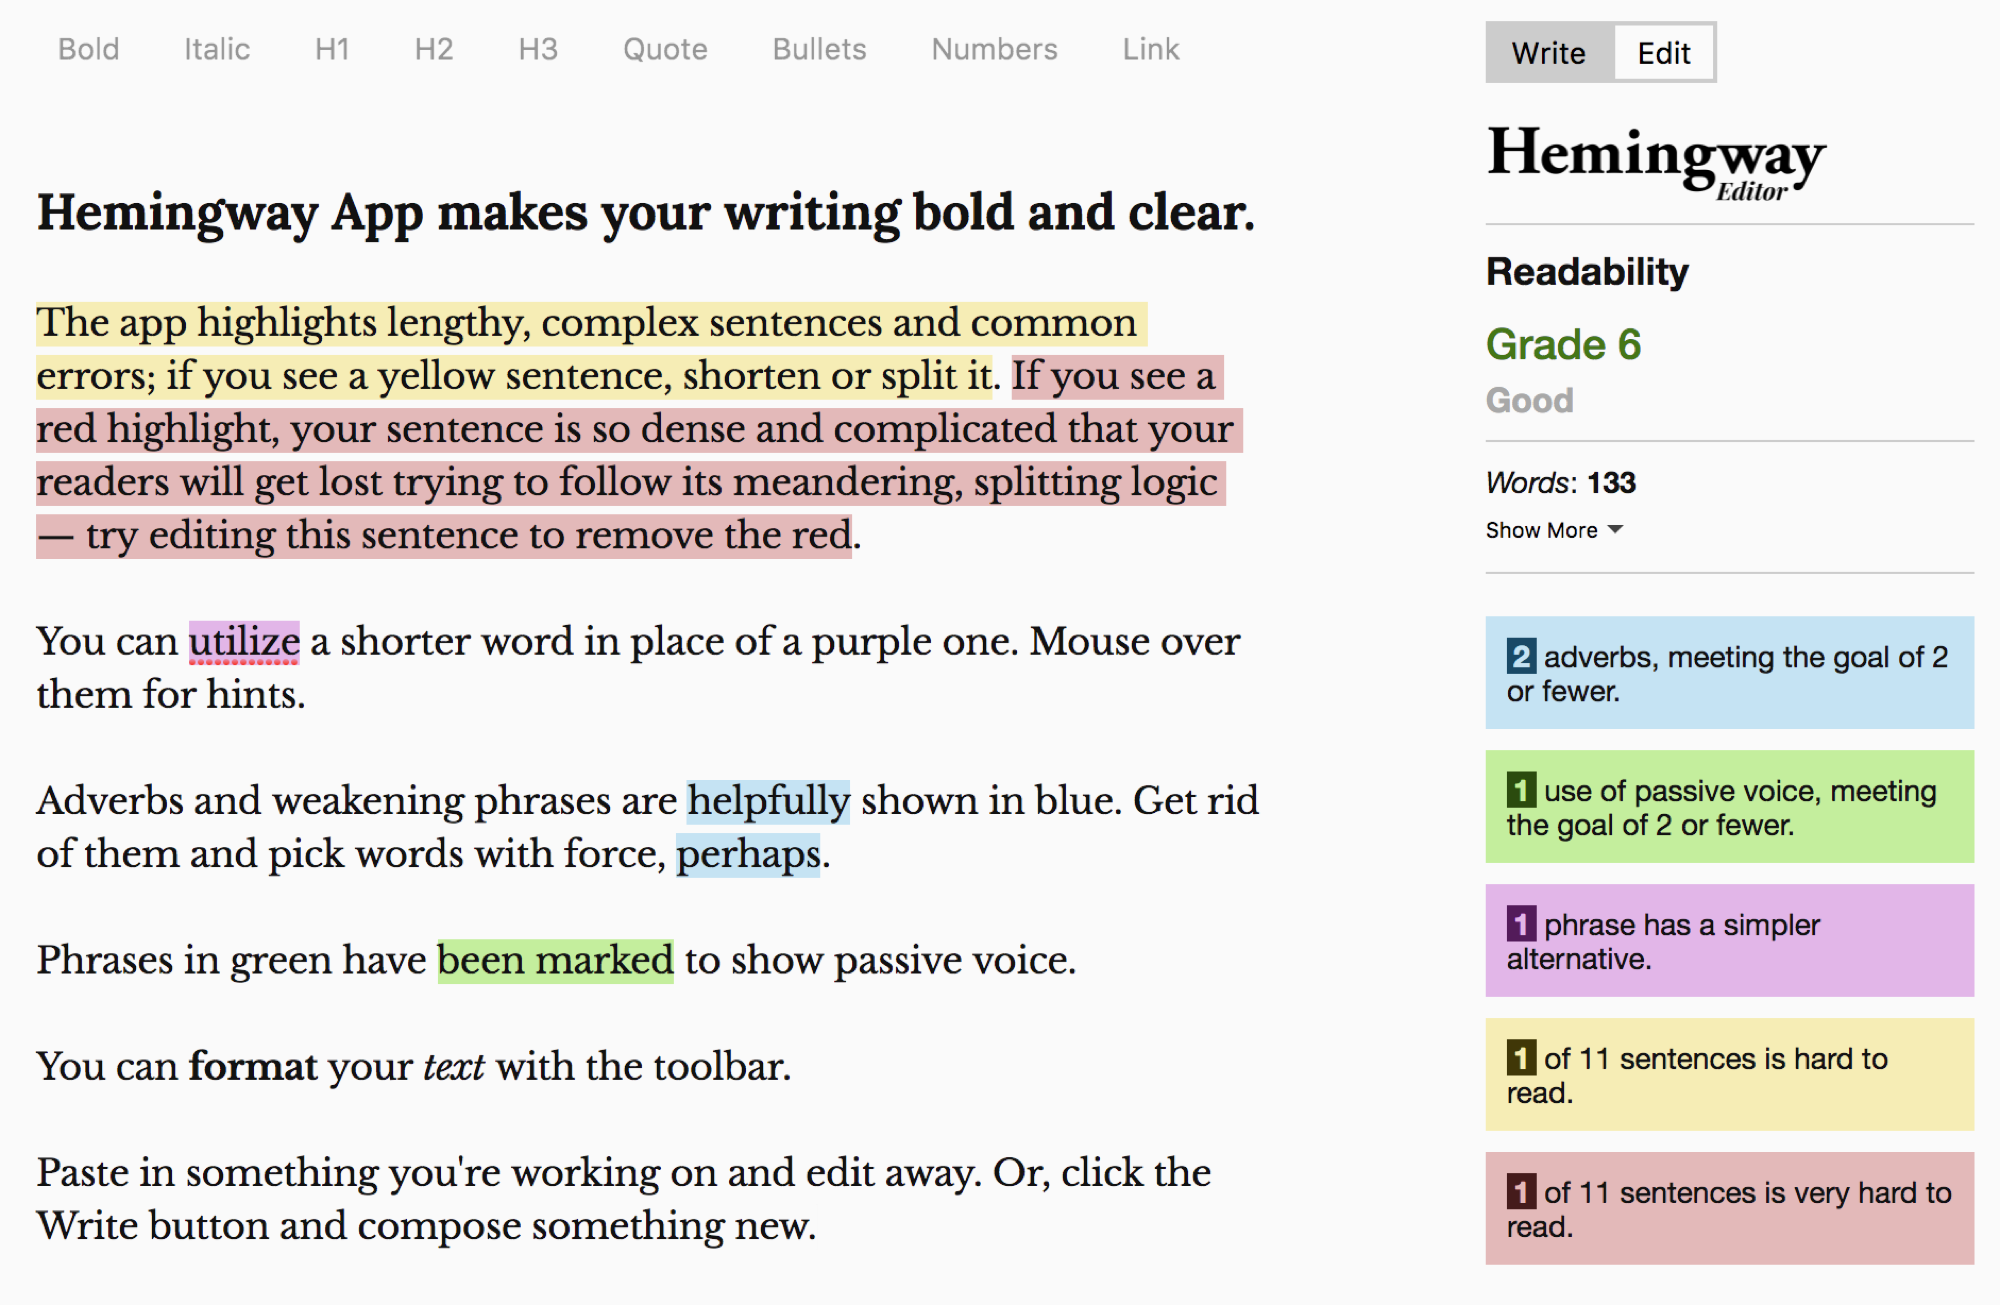 Bold Italic H1 H2 H3 Quote Bullets Numbers Link
Write Edit
Hemingway App makes your writing bold and clear.
The app highlights lengthy, complex sentences and common
errors; if you see a yellow sentence, shorten or split it. If you see a
red highlight, your sentence is so dense and complicated that your
readers will get lost trying to follow its meandering, splitting logic
— try editing this sentence to remove the red.
You can utilize a shorter word in place of a purple one. Mouse over
them for hints.
Adverbs and weakening phrases are helpfully shown in blue. Get rid
of them and pick words with force, perhaps.
Phrases in green have been marked to show passive voice.
You can format your text with the toolbar.
Paste in something you're working on and edit away. Or, click the
Write button and compose something new.
Hemingway
Editor
Readability
Grade 6
Good
Words: 133
Show More
2 adverbs, meeting the goal of 2
or fewer.
1 use of passive voice, meeting
the goal of 2 or fewer.
1 phrase has a simpler
alternative.
1 of 11 sentences is hard to
read.
1 of 11 sentences is very hard to
read.